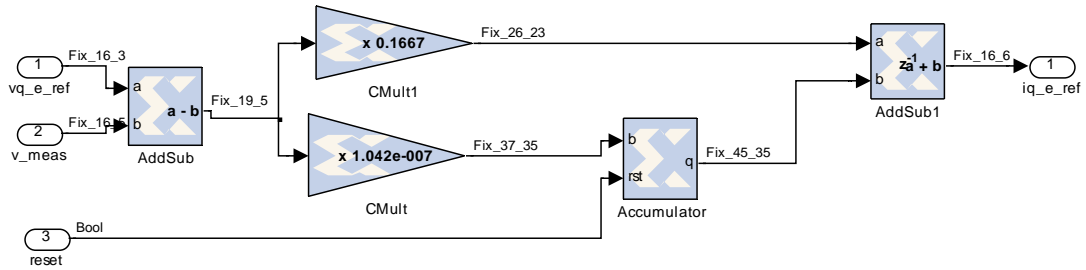 x 0.1667
Fix_26_23
CMult1
Fix_16_3
1
vq_e_ref
a
b
a - b
AddSub
Fix_19_5
2
Fix_16_5
v_meas
x 1.042e-007
Fix_37_35
CMult
b
rst
q
Accumulator
Fix_45_35
a
b
z-1
a + b
AddSub1
Fix_16_6
1
iq_e_ref
3
Bool
reset